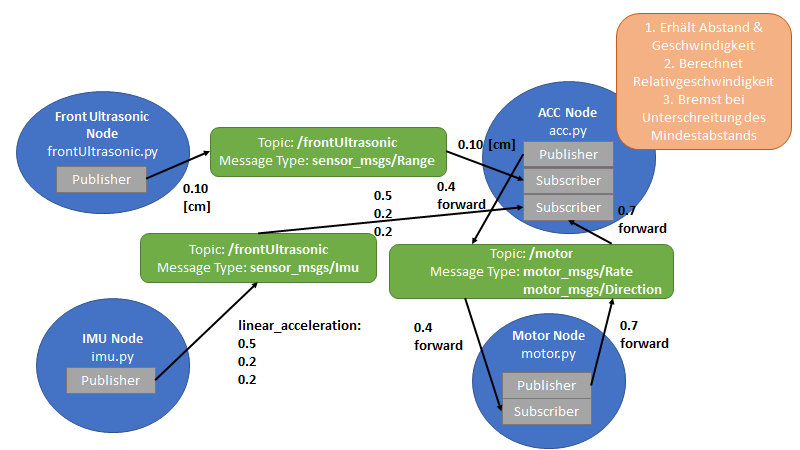 1. Erhält Abstand &
Geschwindigkeit
2. Berechnet
Relativgeschwindigkeit
3. Bremst bei
Unterschreitung des
Mindestabstands
Front Ultrasonic
Node
frontUltrasonic.py
Publisher
0.10
[cm]
Topic: /frontUltrasonic
Message Type: sensor_msgs/Range
0.10 [cm]
ACC Node
acc.py
Publisher
Subscriber
Subscriber
0.4
forward
0.5
0.2
0.2
0.7
forward
Topic: /frontUltrasonic
Message Type: sensor_msgs/Imu
Topic: /motor
Message Type: motor_msgs/Rate
motor_msgs/Direction
IMU Node
imu.py
Publisher
linear_acceleration:
0.5
0.2
0.2
0.4
forward
Motor Node
motor.py
Publisher
Subscriber
0.7
forward